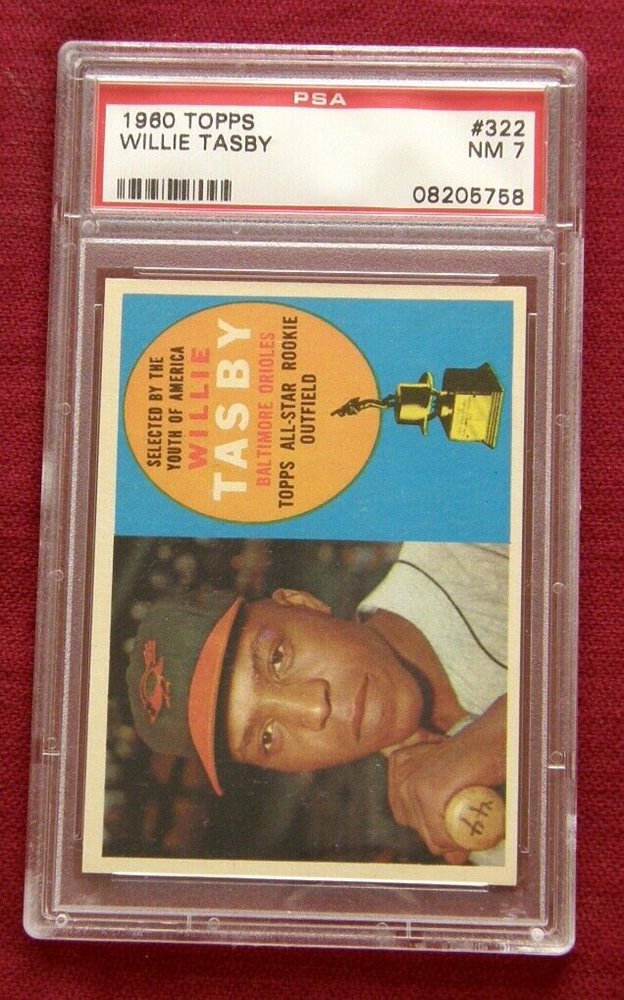 PSA
1960 TOPPS #322
WILLIE TASBY NM 7
08205758
SELECTED BY THE
YOUTH OF AMERICA
WILLIE
TASBY
BALTIMORE ORIOLES
TOPPS ALL-STAR ROOKIE
OUTFIELD
44